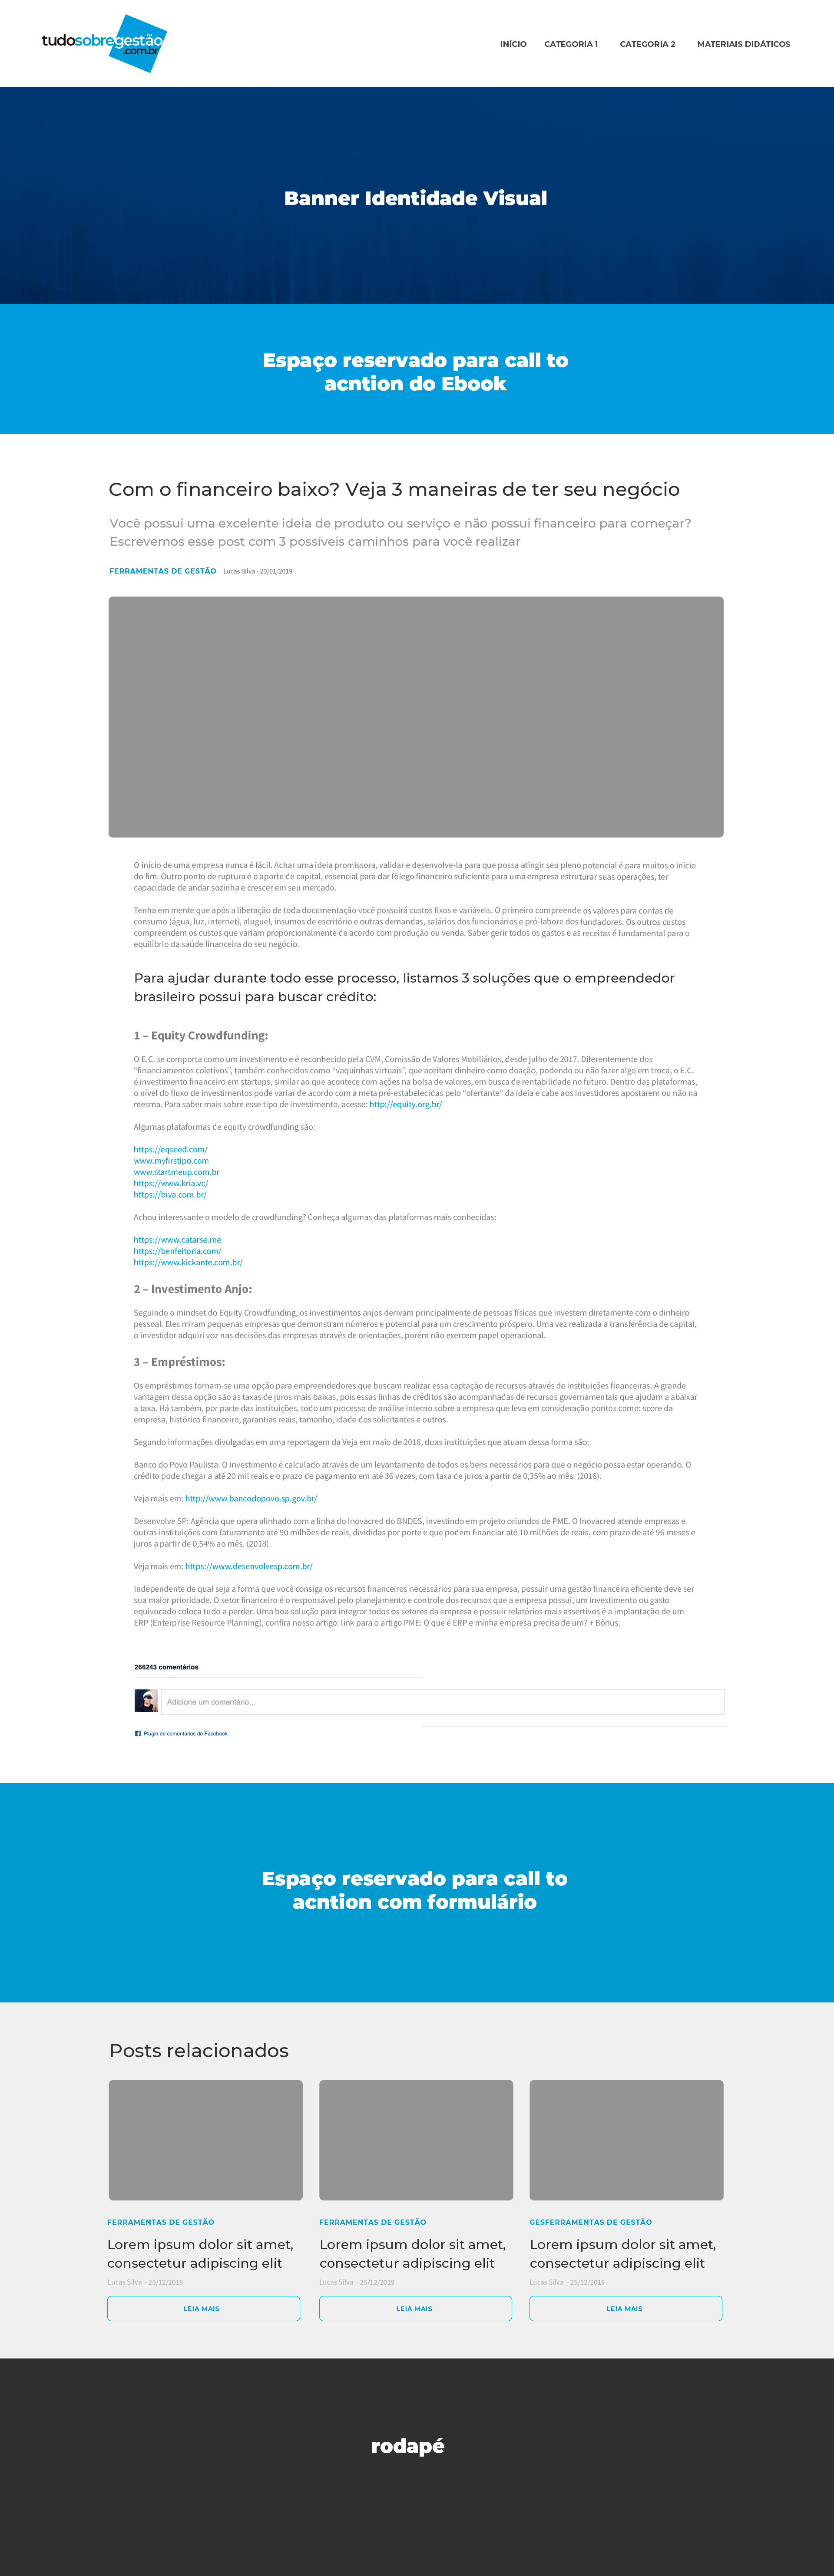 tudosobregestão
.com.br
INÍCIO CATEGORIA 1 CATEGORIA 2 MATERIAIS DIDÁTICOS
Banner Identidade Visual
Espaço reservado para call to
acntion do Ebook
Com o financeiro baixo? Veja 3 maneiras de ter seu negócio
Você possui uma excelente ideia de produto ou serviço e não possui financeiro para começar?
Escrevemos esse post com 3 possíveis caminhos para você realizar
FERRAMENTAS DE GESTÃO Lucas Silva - 20/01/2019
O início de uma empresa nunca é fácil. Achar uma ideia promissora, validar e desenvolve-la para que possa atingir seu pleno potencial é para muitos o início
do fim. Outro ponto de ruptura é o aporte de capital, essencial para dar fôlego financeiro suficiente para uma empresa estruturar suas operações, ter
capacidade de andar sozinha e crescer em seu mercado.
Tenha em mente que após a liberação de toda documentação você possuirá custos fixos e variáveis. O primeiro compreende os valores para contas de
consumo (água, luz, internet), aluguel, insumos de escritório e outras demandas, salários dos funcionários e pró-labore dos fundadores. Os outros custos
compreendem os custos que variam proporcionalmente de acordo com produção ou venda. Saber gerir todos os gastos e as receitas é fundamental para o
equilíbrio da saúde financeira do seu negócio.
Para ajudar durante todo esse processo, listamos 3 soluções que o empreendedor
brasileiro possui para buscar crédito:
1 – Equity Crowdfunding:
O E.C. se comporta como um investimento e é reconhecido pela CVM, Comissão de Valores Mobiliários, desde julho de 2017. Diferentemente dos
“financiamentos coletivos”, também conhecidos como “vaquinhas virtuais”, que aceitam dinheiro como doação, podendo ou não fazer algo em troca, o E.C.
é investimento financeiro em startups, similar ao que acontece com ações na bolsa de valores, em busca de rentabilidade no futuro. Dentro das plataformas,
o nível do fluxo de investimentos pode variar de acordo com a meta pré-estabelecidas pelo “ofertante” da ideia e cabe aos investidores apostarem ou não na
mesma. Para saber mais sobre esse tipo de investimento, acesse: http://equity.org.br/
Algumas plataformas de equity crowdfunding são:
https://eqseed.com/
www.myfirstipo.com
www.startmeup.com.br
https://www.kria.vc/
https://biva.com.br/
Achou interessante o modelo de crowdfunding? Conheça algumas das plataformas mais conhecidas:
https://www.catarse.me
https://benfeitoria.com/
https://www.kickante.com.br/
2 – Investimento Anjo:
Seguindo o mindset do Equity Crowdfunding, os investimentos anjos derivam principalmente de pessoas físicas que investem diretamente com o dinheiro
pessoal. Eles miram pequenas empresas que demonstram números e potencial para um crescimento próspero. Uma vez realizada a transferência de capital,
o investidor adquiri voz nas decisões das empresas através de orientações, porém não exercem papel operacional.
3 – Empréstimos:
Os empréstimos tornam-se uma opção para empreendedores que buscam realizar essa captação de recursos através de instituições financeiras. A grande
vantagem dessa opção são as taxas de juros mais baixas, pois essas linhas de créditos são acompanhadas de recursos governamentais que ajudam a abaixar
a taxa. Há também, por parte das instituições, todo um processo de análise interno sobre a empresa que leva em consideração pontos como: score da
empresa, histórico financeiro, garantias reais, tamanho, idade dos solicitantes e outros.
Segundo informações divulgadas em uma reportagem da Veja em maio de 2018, duas instituições que atuam dessa forma são:
Banco do Povo Paulista: O investimento é calculado através de um levantamento de todos os bens necessários para que o negócio possa estar operando. O
crédito pode chegar a até 20 mil reais e o prazo de pagamento em até 36 vezes, com taxa de juros a partir de 0,35% ao mês. (2018).
Veja mais em: http://www.bancodopovo.sp.gov.br/
Desenvolve SP: Agência que opera alinhado com a linha do Inovacred do BNDES, investindo em projeto oriundos de PME. O Inovacred atende empresas e
outras instituições com faturamento até 90 milhões de reais, divididas por porte e que podem financiar até 10 milhões de reais, com prazo de até 96 meses e
juros a partir de 0,54% ao mês. (2018).
Veja mais em: https://www.desenvolvesp.com.br/
Independente de qual seja a forma que você consiga os recursos financeiros necessários para sua empresa, possuir uma gestão financeira eficiente deve ser
sua maior prioridade. O setor financeiro é o responsável pelo planejamento e controle dos recursos que a empresa possui, um investimento ou gasto
equivocado coloca tudo a perder. Uma boa solução para integrar todos os setores da empresa e possuir relatórios mais assertivos é a implantação de um
ERP (Enterprise Resource Planning), confira nosso artigo: link para o artigo PME: O que é ERP e minha empresa precisa de um? + Bônus.
266243 comentários
Adicione um comentário...
Plugin de comentários do Facebook
Espaço reservado para call to
acntion com formulário
Posts relacionados
FERRAMENTAS DE GESTÃO FERRAMENTAS DE GESTÃO GESFERRAMENTAS DE GESTÃO
Lorem ipsum dolor sit amet, Lorem ipsum dolor sit amet, Lorem ipsum dolor sit amet,
consectetur adipiscing elit consectetur adipiscing elit consectetur adipiscing elit
Lucas Silva - 25/12/2019 Lucas Silva - 25/12/2019 Lucas Silva - 25/12/2019
LEIA MAIS LEIA MAIS LEIA MAIS
rodapé